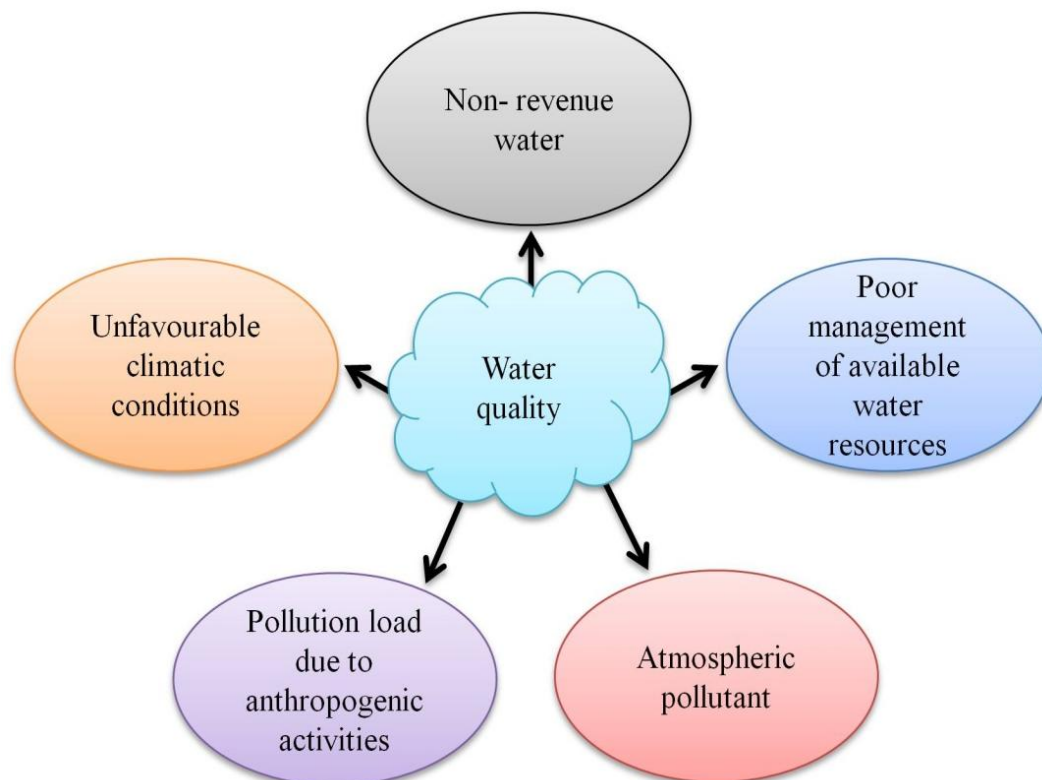 Non- revenue
water
Unfavourable
climatic
conditions
Water
quality
Poor
management
of available
water
resources
Pollution load
due to
anthropogenic
activities
Atmospheric
pollutant